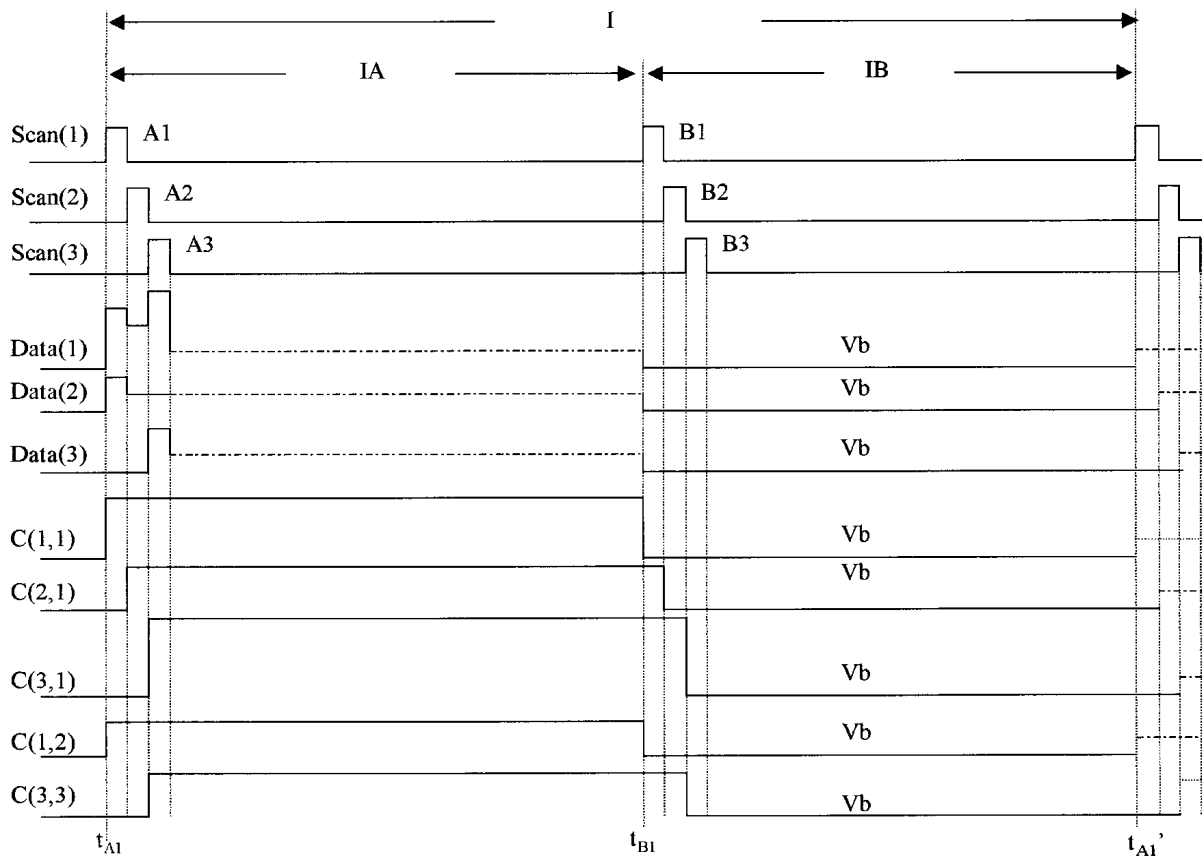 I
IA IB
Scan(1) A1 B1
Scan(2) A2 B2
Scan(3) A3 B3
Data(1) Vb
Data(2) Vb
Data(3) Vb
C(1,1) Vb
C(2,1) Vb
C(3,1) Vb
C(1,2) Vb
C(3,3) Vb
tA1 tB1 tA1'